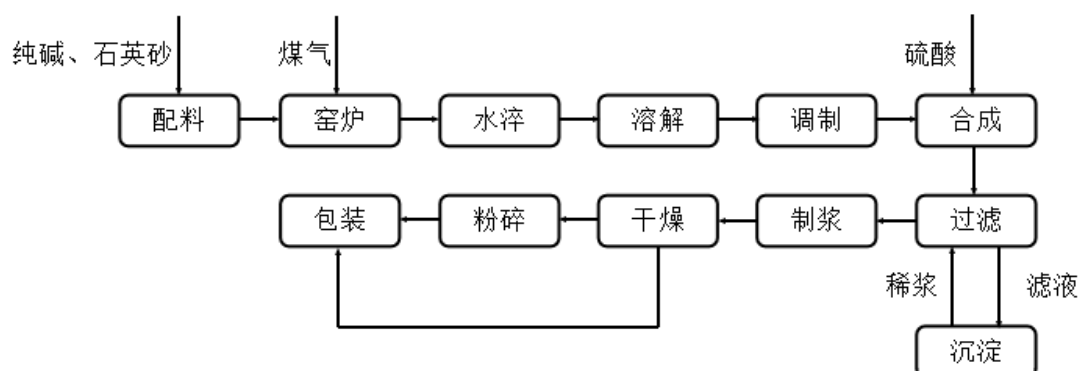 纯碱、石英砂
煤气
硫酸
配料
窑炉
水淬
溶解
调制
合成
包装
粉碎
干燥
制浆
过滤
稀浆
滤液
沉淀